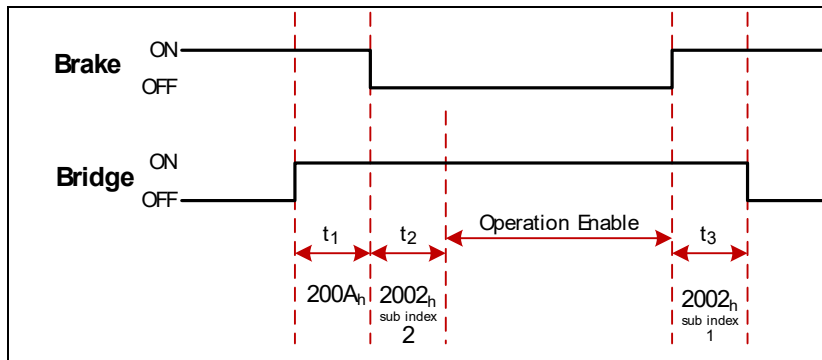 ON
Brake
OFF
ON
Bridge
OFF
Operation Enable
t1 t2 t3
200Ah 2002h 2002h
sub index sub index
2 1